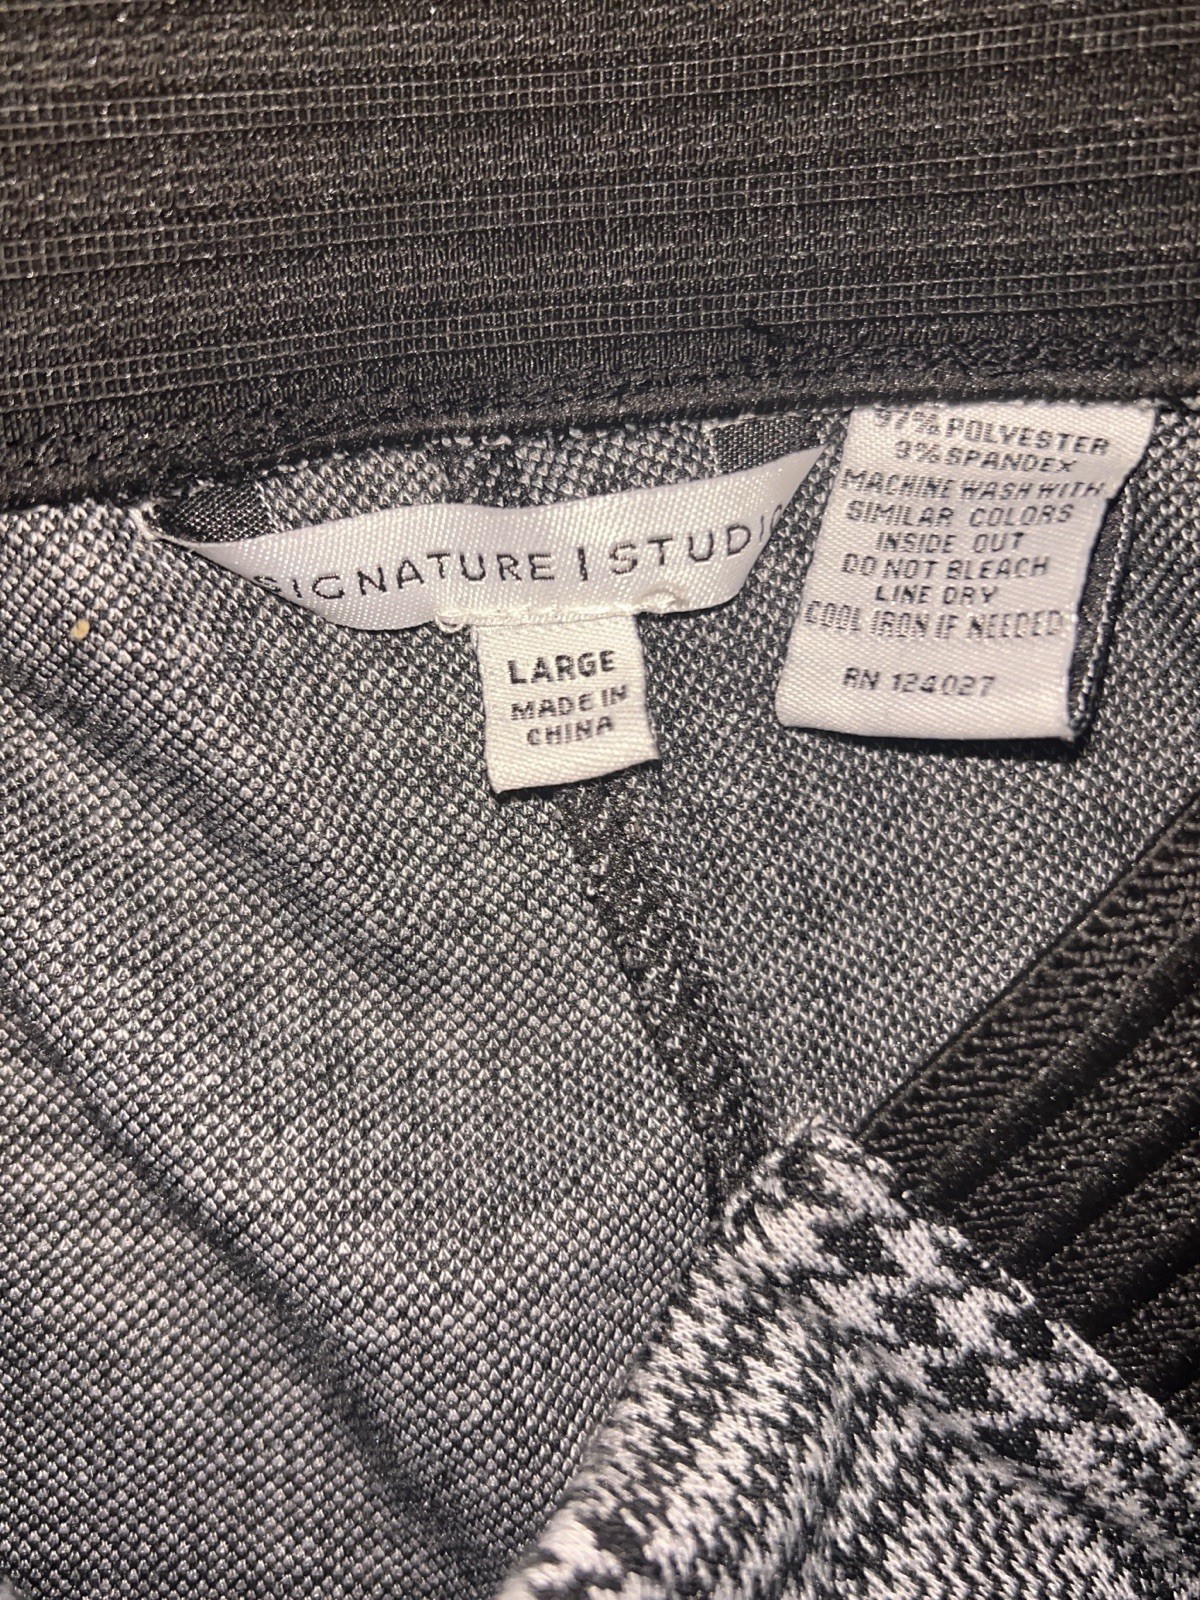 SIGNATURE | STUDIO
LARGE
MADE IN
CHINA
97% POLYESTER
3% SPANDEX
MACHINE WASH WITH
SIMILAR COLORS
INSIDE OUT
DO NOT BLEACH
LINE DRY
COOL IRON IF NEEDED
RN 124027